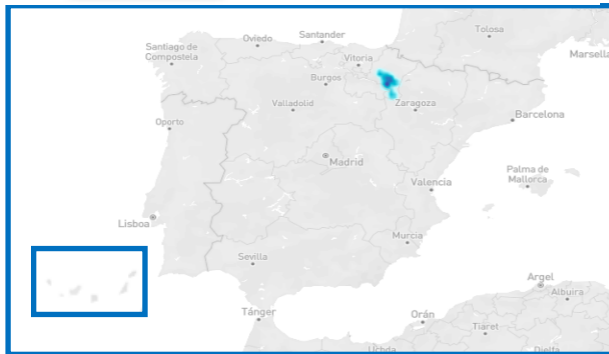 Tolosa
Santander
Oviedo
Santiago de
Compostela
Vitoria
Marsella
Burgos
Valladolid
Zaragoza
Barcelona
Oporto
Madrid
Palma de
Mallorca
Valencia
Lisboa
Murcia
Sevilla
Argel
Albuira
Tánger
Orán
Tiaret
Uchda
Djelfa